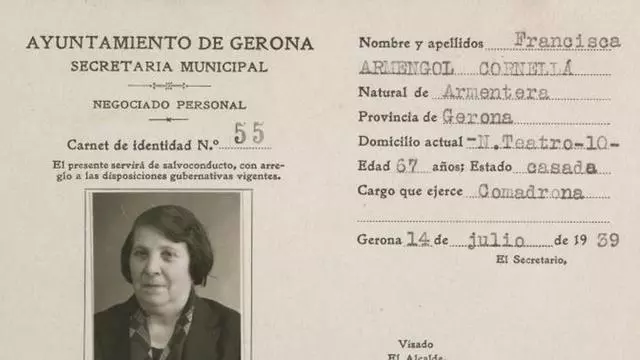 AYUNTAMIENTO DE GERONA
SECRETARIA MUNICIPAL
NEGOCIADO PERSONAL
Carnet de identidad N.º 55
El presente servirá de salvoconducto, con arre-
glo a las disposiciones gubernativas vigentes.
Nombre y apellidos Francisca
ARMENGOL CORNELLÁ
Natural de Armentera
Provincia de Gerona
Domicilio actual -N.Teatro-10-
Edad 67 años; Estado casada
Cargo que ejerce Comadrona
Gerona 14 de julio de 1939
El Secretario,
Visado
El Alcalde,